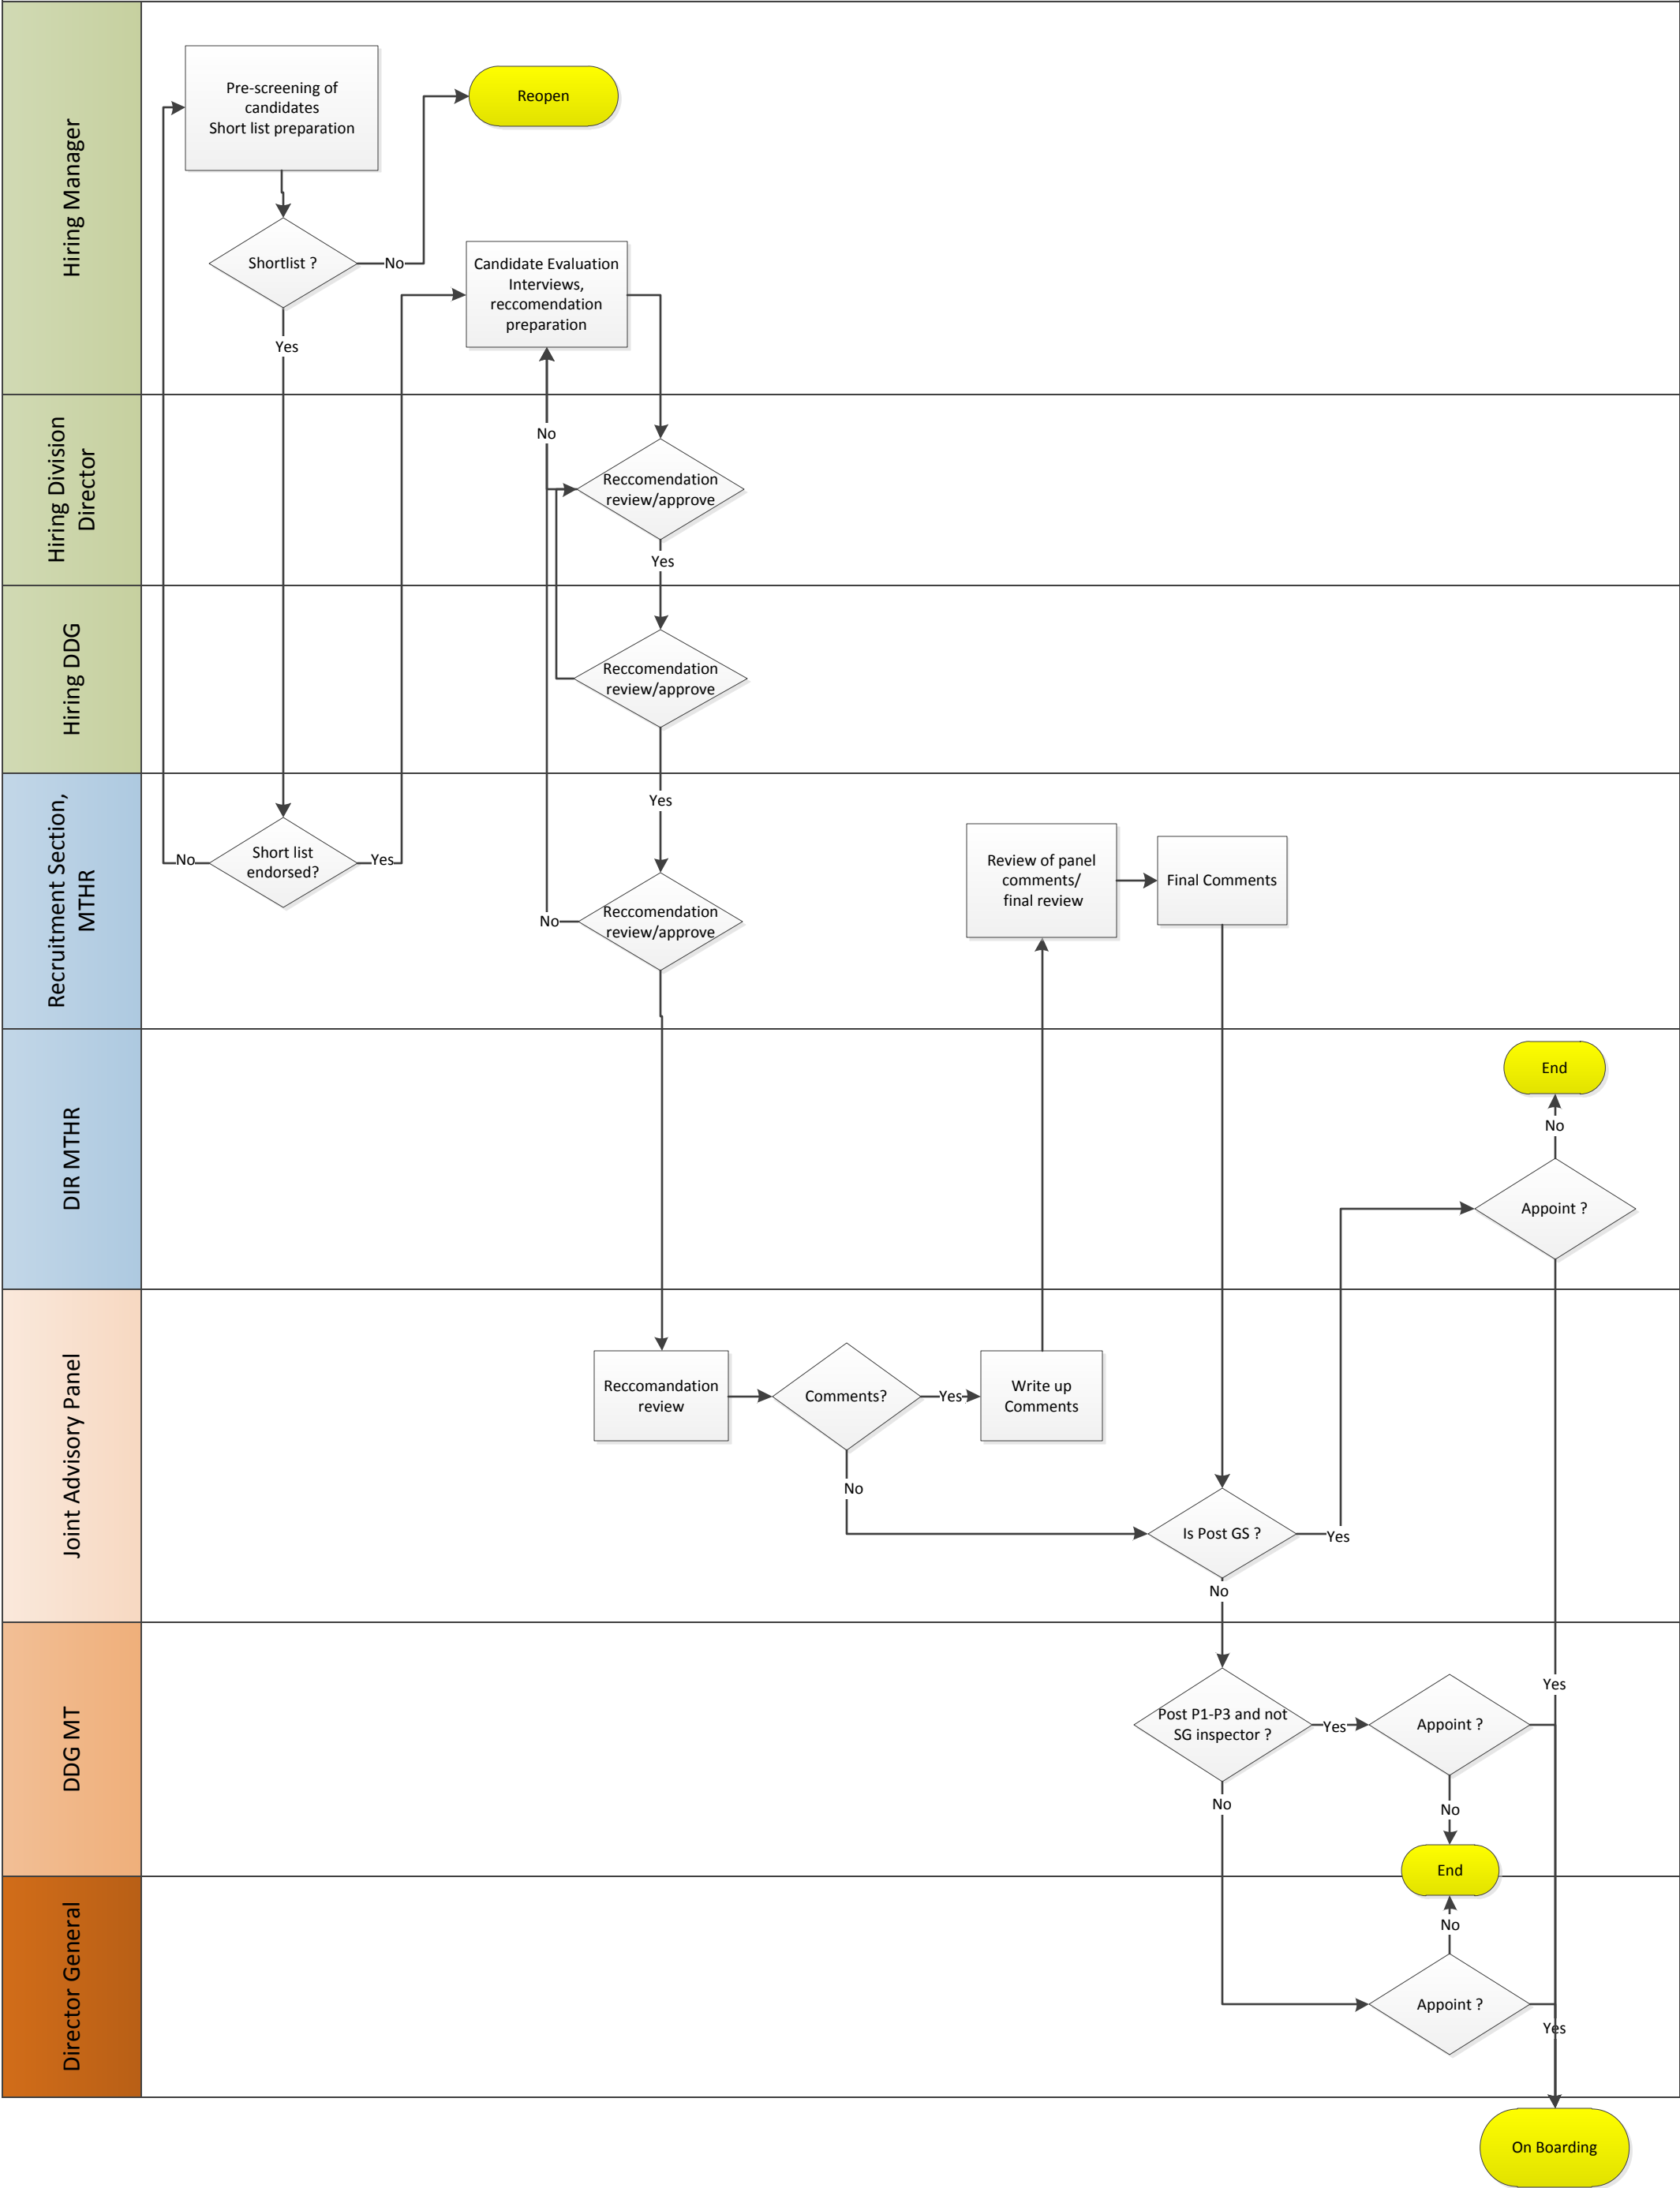 Hiring Manager
Pre-screening of
candidates
Short list preparation
Reopen
Shortlist ?
No
Yes
Candidate Evaluation
Interviews,
reccomendation
preparation
Hiring Division
Director
No
Reccomendation
review/approve
Yes
Hiring DDG
Reccomendation
review/approve
Yes
Recruitment Section,
MTHR
No
Short list
endorsed?
Yes
No
Reccomendation
review/approve
Review of panel
comments/
final review
Final Comments
DIR MTHR
End
No
Appoint ?
Joint Advisory Panel
Reccomandation
review
Comments?
Yes
Write up
Comments
No
Is Post GS ?
Yes
No
DDG MT
Post P1-P3 and not
SG inspector ?
Yes
Appoint ?
Yes
No
No
End
Director General
No
Appoint ?
Yes
On Boarding